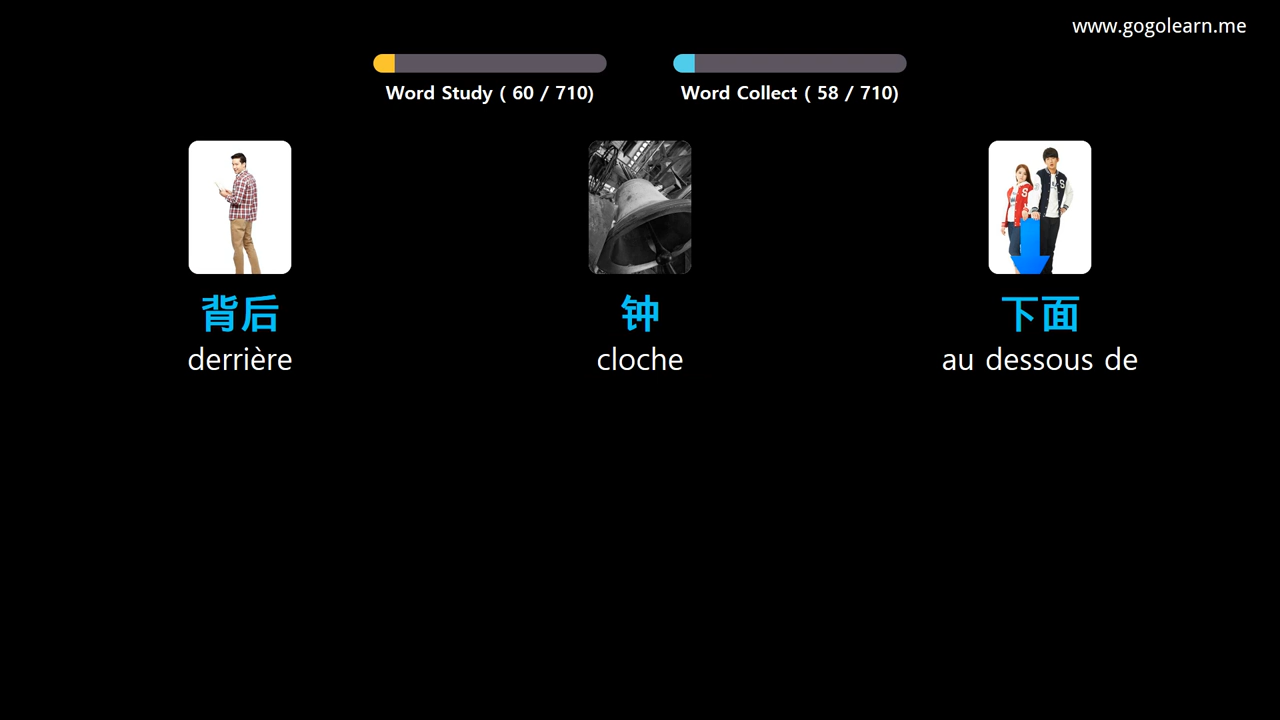 www.gogolearn.me
Word Study ( 60 / 710)
Word Collect ( 58 / 710)
背后
钟
下面
derrière
cloche
au dessous de